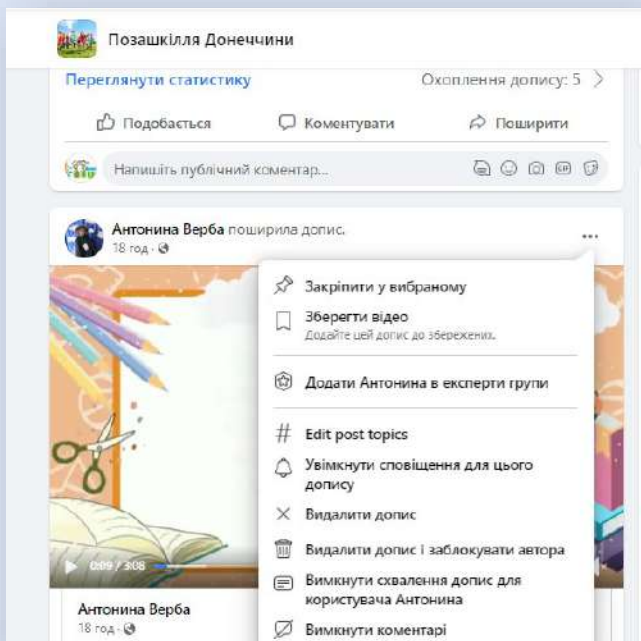 Позашкілля Донеччини
Переглянути статистику
Охоплення допису: 5
Подобається
Коментувати
Поширити
Напишіть публічний коментар...
GIF
Антонина Верба поширила допис.
18 год ·
Закріпити у вибраному
Зберегти відео
Додайте цей допис до збережених.
Додати Антонина в експерти групи
# Edit post topics
Увімкнути сповіщення для цього
допису
Видалити допис
Видалити допис і заблокувати автора
Вимкнути схвалення допис для
користувача Антонина
Вимкнути коментарі
0:09 / 3:08
Антонина Верба
18 год ·